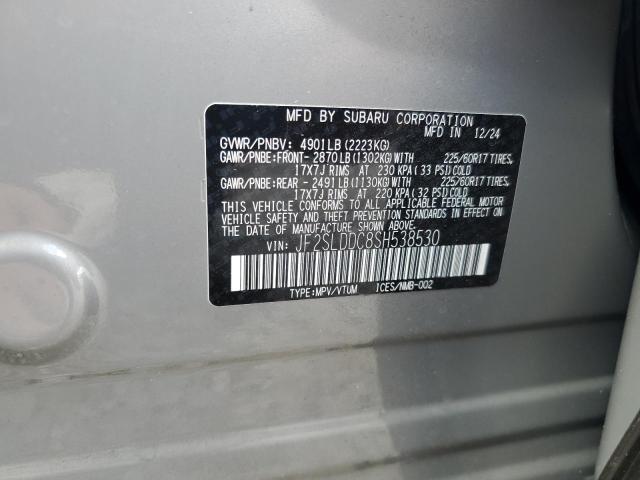 MFD BY SUBARU CORPORATION
MFD IN 12/24
GVWR/PNBV: 4901LB (2223KG)
GAWR/PNBE:FRONT- 2870LB (1302KG)WITH 225/60R17 TIRES,
17X7J RIMS AT 230 KPA (33 PSI)COLD
GAWR/PNBE:REAR - 2491LB (1130KG)WITH 225/60R17 TIRES,
17X7J RIMS AT 220 KPA (32 PSI)COLD
THIS VEHICLE CONFORMS TO ALL APPLICABLE FEDERAL MOTOR
VEHICLE SAFETY AND THEFT PREVENTION STANDARDS IN EFFECT ON
THE DATE OF MANUFACTURE SHOWN ABOVE.
VIN: JF2SLDDC8SH538530
TYPE:MPV/VTUM ICES/NMB-002